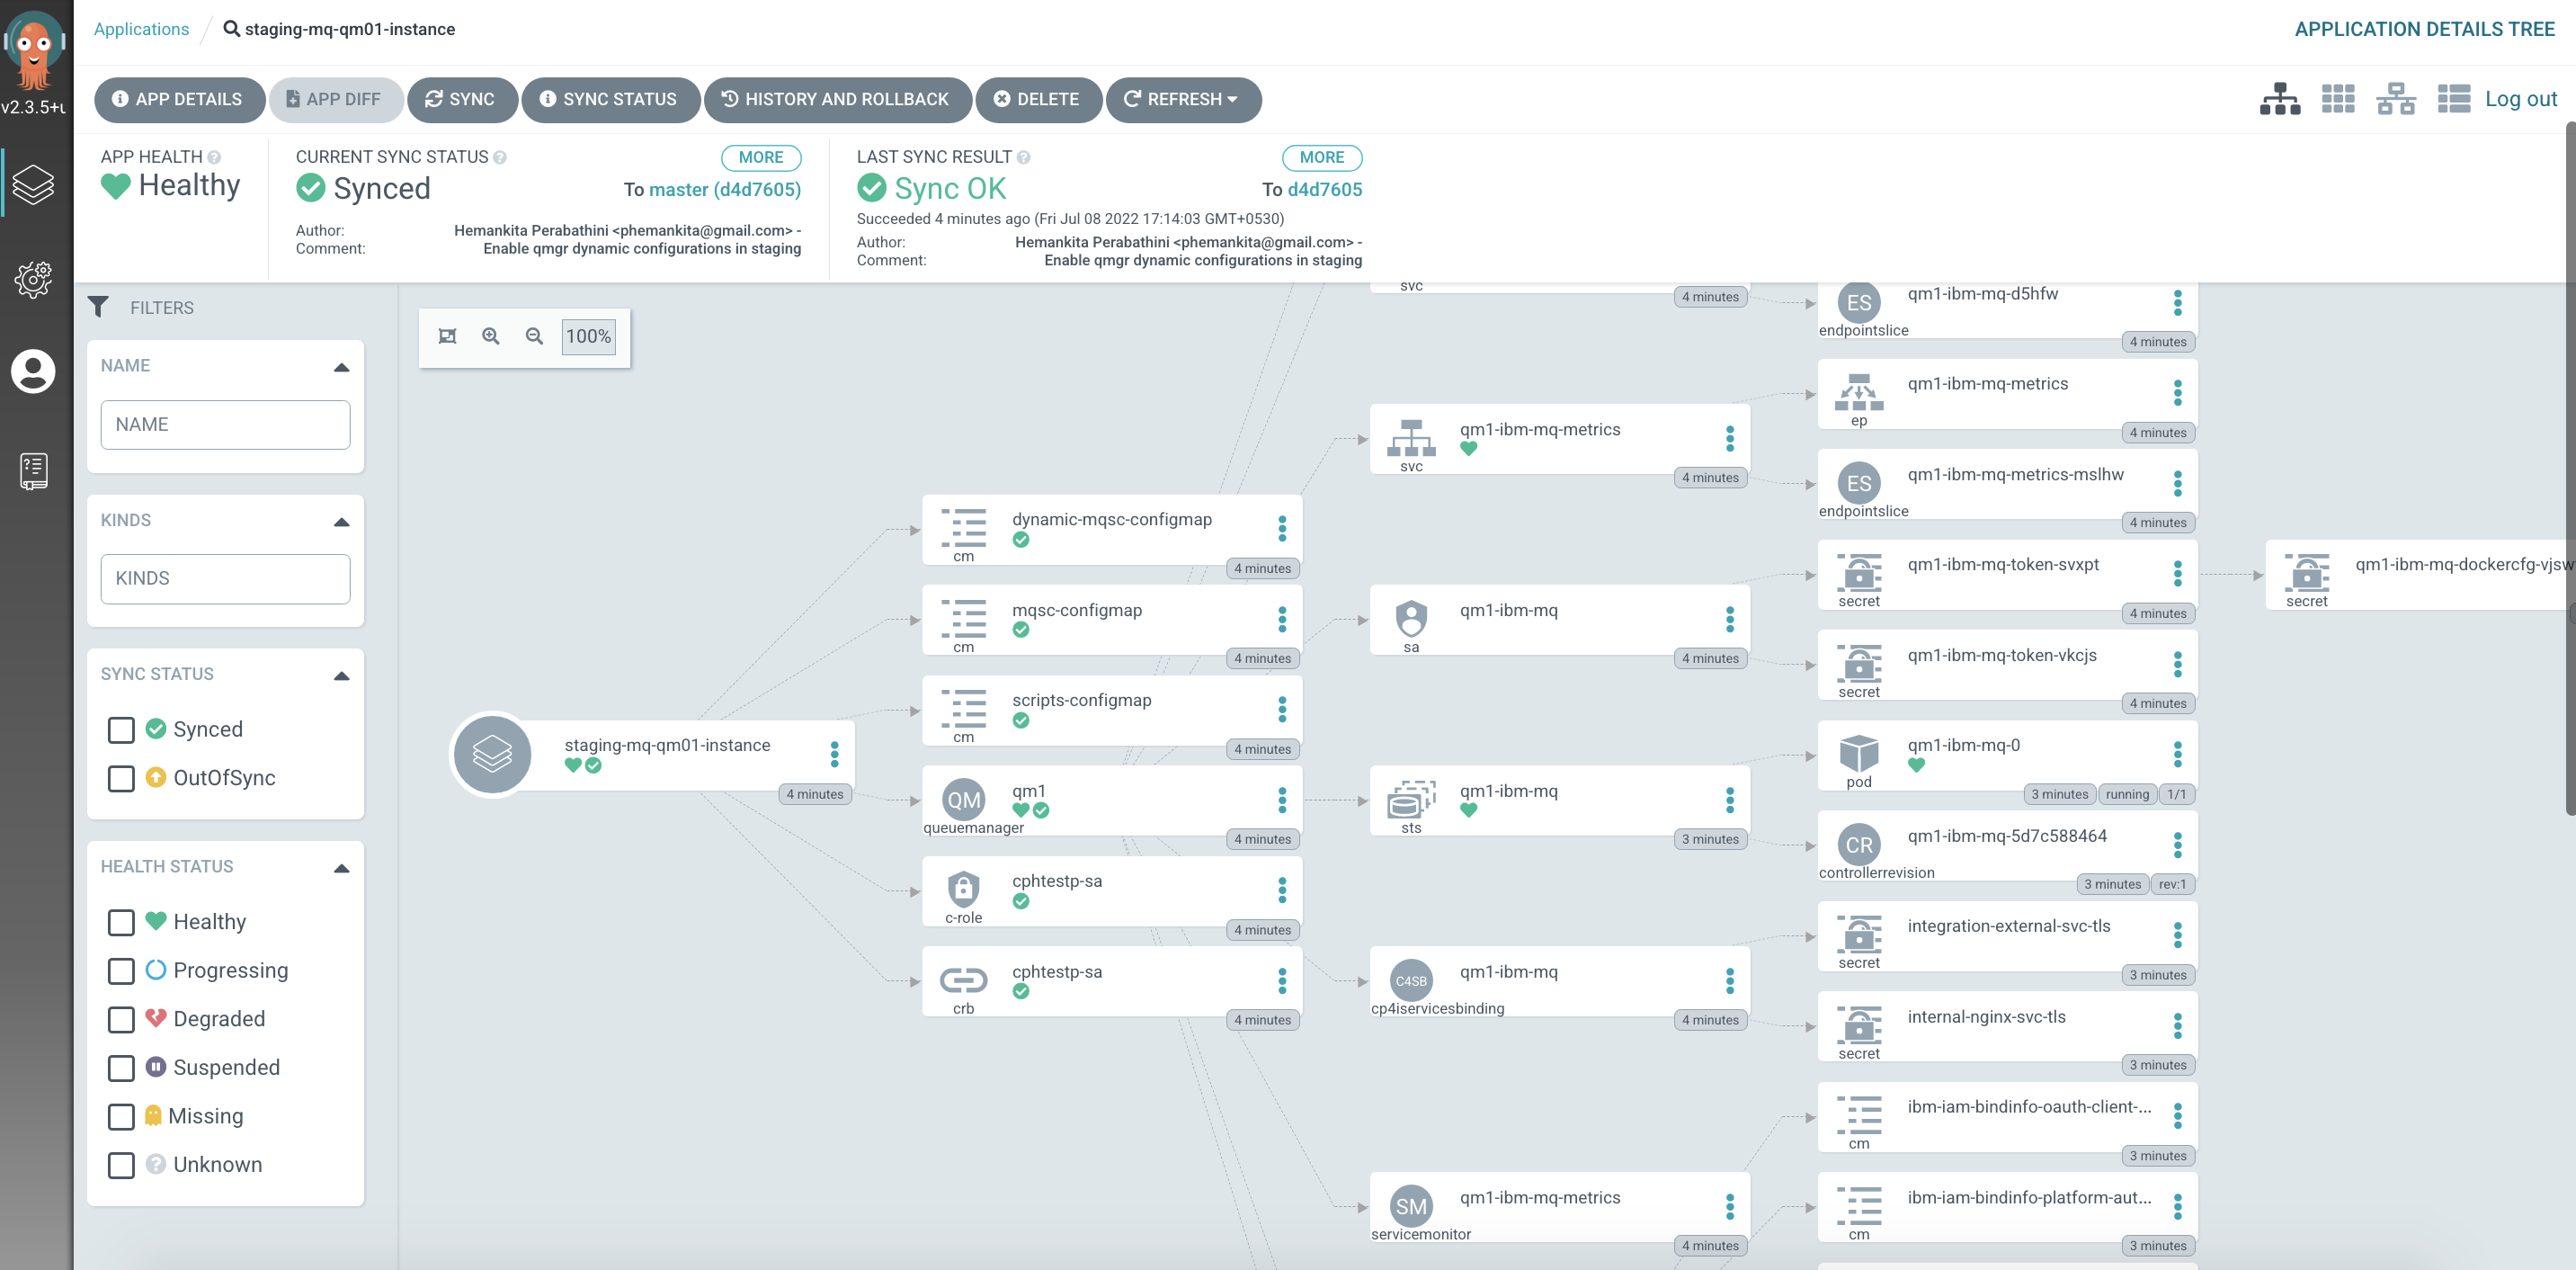 Applications / staging-mq-qm01-instance
APPLICATION DETAILS TREE
v2.3.5+u
APP DETAILS
APP DIFF
SYNC
SYNC STATUS
HISTORY AND ROLLBACK
DELETE
REFRESH
Log out
APP HEALTH ?
Healthy
CURRENT SYNC STATUS ?
MORE
Synced
To master (d4d7605)
Author: Hemankita Perabathini <phemankita@gmail.com> -
Comment: Enable qmgr dynamic configurations in staging
LAST SYNC RESULT ?
MORE
Sync OK
To d4d7605
Succeeded 4 minutes ago (Fri Jul 08 2022 17:14:03 GMT+0530)
Author: Hemankita Perabathini <phemankita@gmail.com> -
Comment: Enable qmgr dynamic configurations in staging
FILTERS
NAME
NAME
KINDS
KINDS
SYNC STATUS
Synced
OutOfSync
HEALTH STATUS
Healthy
Progressing
Degraded
Suspended
Missing
? Unknown
100%
staging-mq-qm01-instance
4 minutes
dynamic-mqsc-configmap
cm
4 minutes
mqsc-configmap
cm
4 minutes
scripts-configmap
cm
4 minutes
QM
qm1
queuemanager
4 minutes
cphtestp-sa
c-role
4 minutes
cphtestp-sa
crb
4 minutes
svc
4 minutes
qm1-ibm-mq-metrics
svc
4 minutes
qm1-ibm-mq
sa
4 minutes
qm1-ibm-mq
sts
3 minutes
C4SB
qm1-ibm-mq
cp4iservicesbinding
4 minutes
SM
qm1-ibm-mq-metrics
servicemonitor
4 minutes
ES
qm1-ibm-mq-d5hfw
endpointslice
4 minutes
qm1-ibm-mq-metrics
ep
4 minutes
ES
qm1-ibm-mq-metrics-mslhw
endpointslice
4 minutes
qm1-ibm-mq-token-svxpt
secret
4 minutes
qm1-ibm-mq-token-vkcjs
secret
4 minutes
qm1-ibm-mq-0
pod
3 minutes running 1/1
CR
qm1-ibm-mq-5d7c588464
controllerrevision
3 minutes rev:1
integration-external-svc-tls
secret
3 minutes
internal-nginx-svc-tls
secret
3 minutes
ibm-iam-bindinfo-oauth-client-...
cm
3 minutes
ibm-iam-bindinfo-platform-aut...
cm
3 minutes
qm1-ibm-mq-dockercfg-vjsw
secret